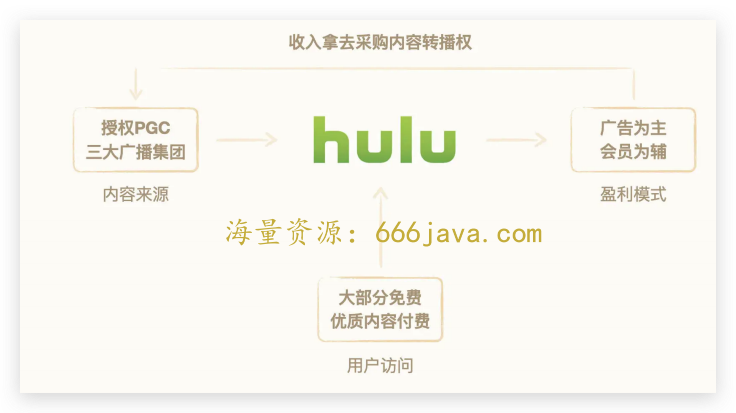 收入拿去采购内容转播权
授权PGC
三大广播集团
内容来源
hulu
广告为主
会员为辅
盈利模式
海量资源：666java.com
大部分免费
优质内容付费
用户访问